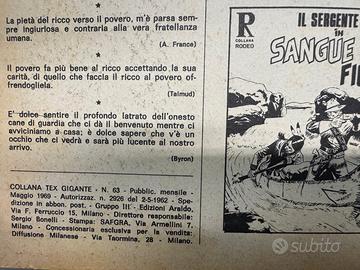 La pietà del ricco verso il povero, m'è parsa sem-
pre ingiuriosa e contraria alla vera fratellanza
umana.
(A. France)
★
Il povero fa più bene al ricco accettando la sua
carità, di quello che faccia il ricco al povero of-
frendogliela.
(Talmud)
★
E' dolce sentire il profondo latrato dell'onesto
cane di guardia che ci dà il benvenuto mentre ci
avviciniamo a casa; è dolce sapere che v'è un
occhio che ci vedrà e sarà più lucente al nostro
arrivo.
(Byron)
COLLANA TEX GIGANTE - N. 63 - Pubblic. mensile -
Maggio 1969 - Autorizzaz. n. 2926 del 2-5-1962 - Spe-
dizione in abbon. post. - Gruppo III° - Edizioni Araldo,
Via F. Ferruccio 15, Milano - Direttore responsabile:
Sergio Bonelli - Stampa: SAFGRA, Via Armellini 7.
Milano - Concessionaria esclusiva per la vendita:
Diffusione Milanese - Via Taormina, 28 - Milano.
R
COLLANA
RODEO
IL SERGENTE
in
SANGUE
FI
subito